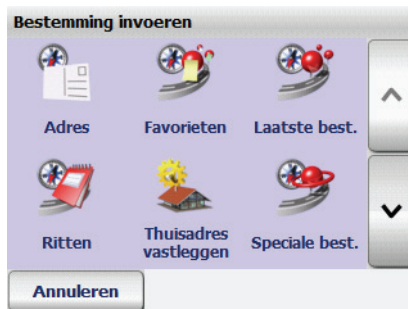 Bestemming invoeren
Adres
Favorieten
Laatste best.
Ritten
Thuisadres
vastleggen
Speciale best.
Annuleren